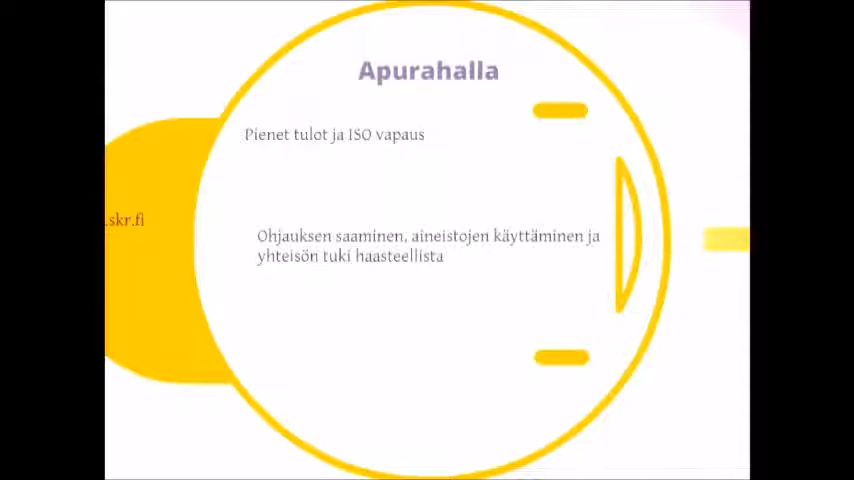 Apurahalla
Pienet tulot ja ISO vapaus
.skr.fi
Ohjauksen saaminen, aineistojen käyttäminen ja
yhteisön tuki haasteellista